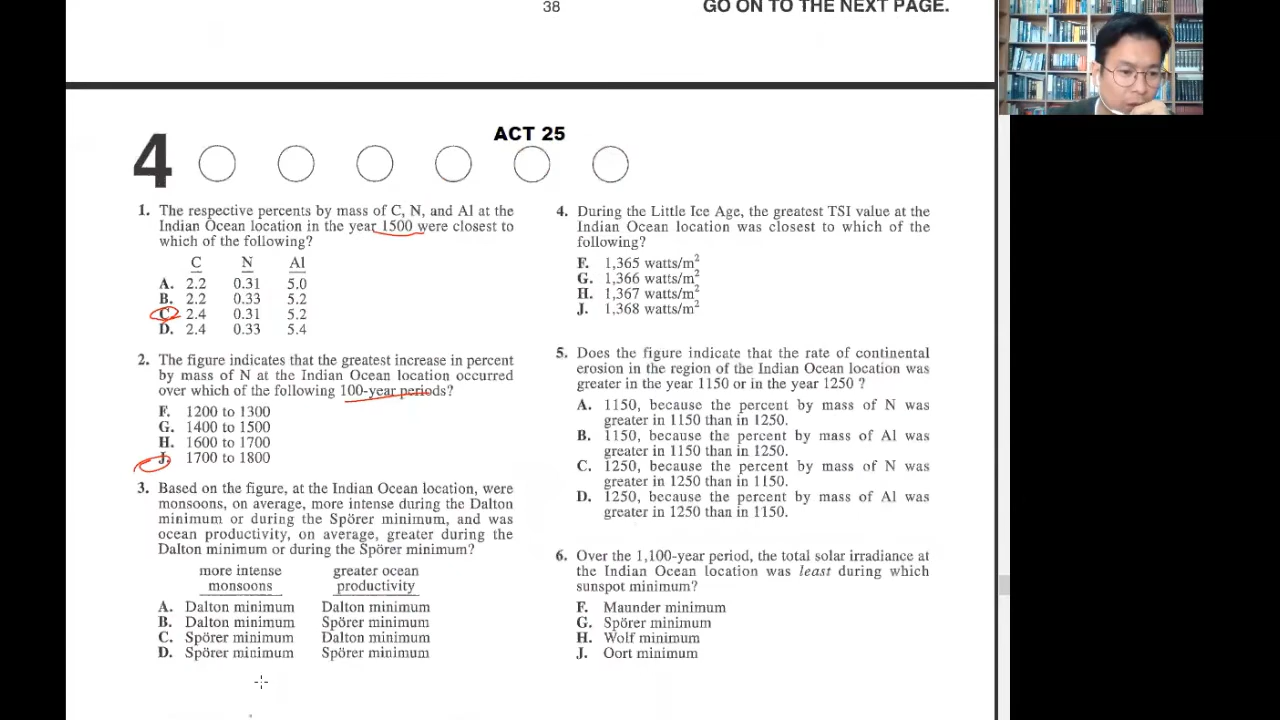 38
GO ON TO THE NEXT PAGE.
ACT 25
4
1. The respective percents by mass of C, N, and Al at the
Indian Ocean location in the year 1500 were closest to
which of the following?
C N Al
A. 2.2 0.31 5.0
B. 2.2 0.33 5.2
C. 2.4 0.31 5.2
D. 2.4 0.33 5.4
2. The figure indicates that the greatest increase in percent
by mass of N at the Indian Ocean location occurred
over which of the following 100-year periods?
F. 1200 to 1300
G. 1400 to 1500
H. 1600 to 1700
J. 1700 to 1800
3. Based on the figure, at the Indian Ocean location, were
monsoons, on average, more intense during the Dalton
minimum or during the Spörer minimum, and was
ocean productivity, on average, greater during the
Dalton minimum or during the Spörer minimum?
more intense greater ocean
monsoons productivity
A. Dalton minimum Dalton minimum
B. Dalton minimum Spörer minimum
C. Spörer minimum Dalton minimum
D. Spörer minimum Spörer minimum
4. During the Little Ice Age, the greatest TSI value at the
Indian Ocean location was closest to which of the
following?
F. 1,365 watts/m²
G. 1,366 watts/m²
H. 1,367 watts/m²
J. 1,368 watts/m²
5. Does the figure indicate that the rate of continental
erosion in the region of the Indian Ocean location was
greater in the year 1150 or in the year 1250 ?
A. 1150, because the percent by mass of N was
greater in 1150 than in 1250.
B. 1150, because the percent by mass of Al was
greater in 1150 than in 1250.
C. 1250, because the percent by mass of N was
greater in 1250 than in 1150.
D. 1250, because the percent by mass of Al was
greater in 1250 than in 1150.
6. Over the 1,100-year period, the total solar irradiance at
the Indian Ocean location was least during which
sunspot minimum?
F. Maunder minimum
G. Spörer minimum
H. Wolf minimum
J. Oort minimum